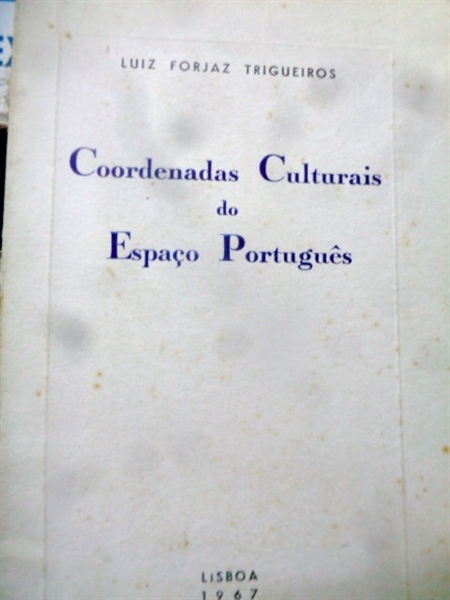 LUIZ FORJAZ TRIGUEIROS
Coordenadas Culturais
do
Espaço Português
LISBOA
1967